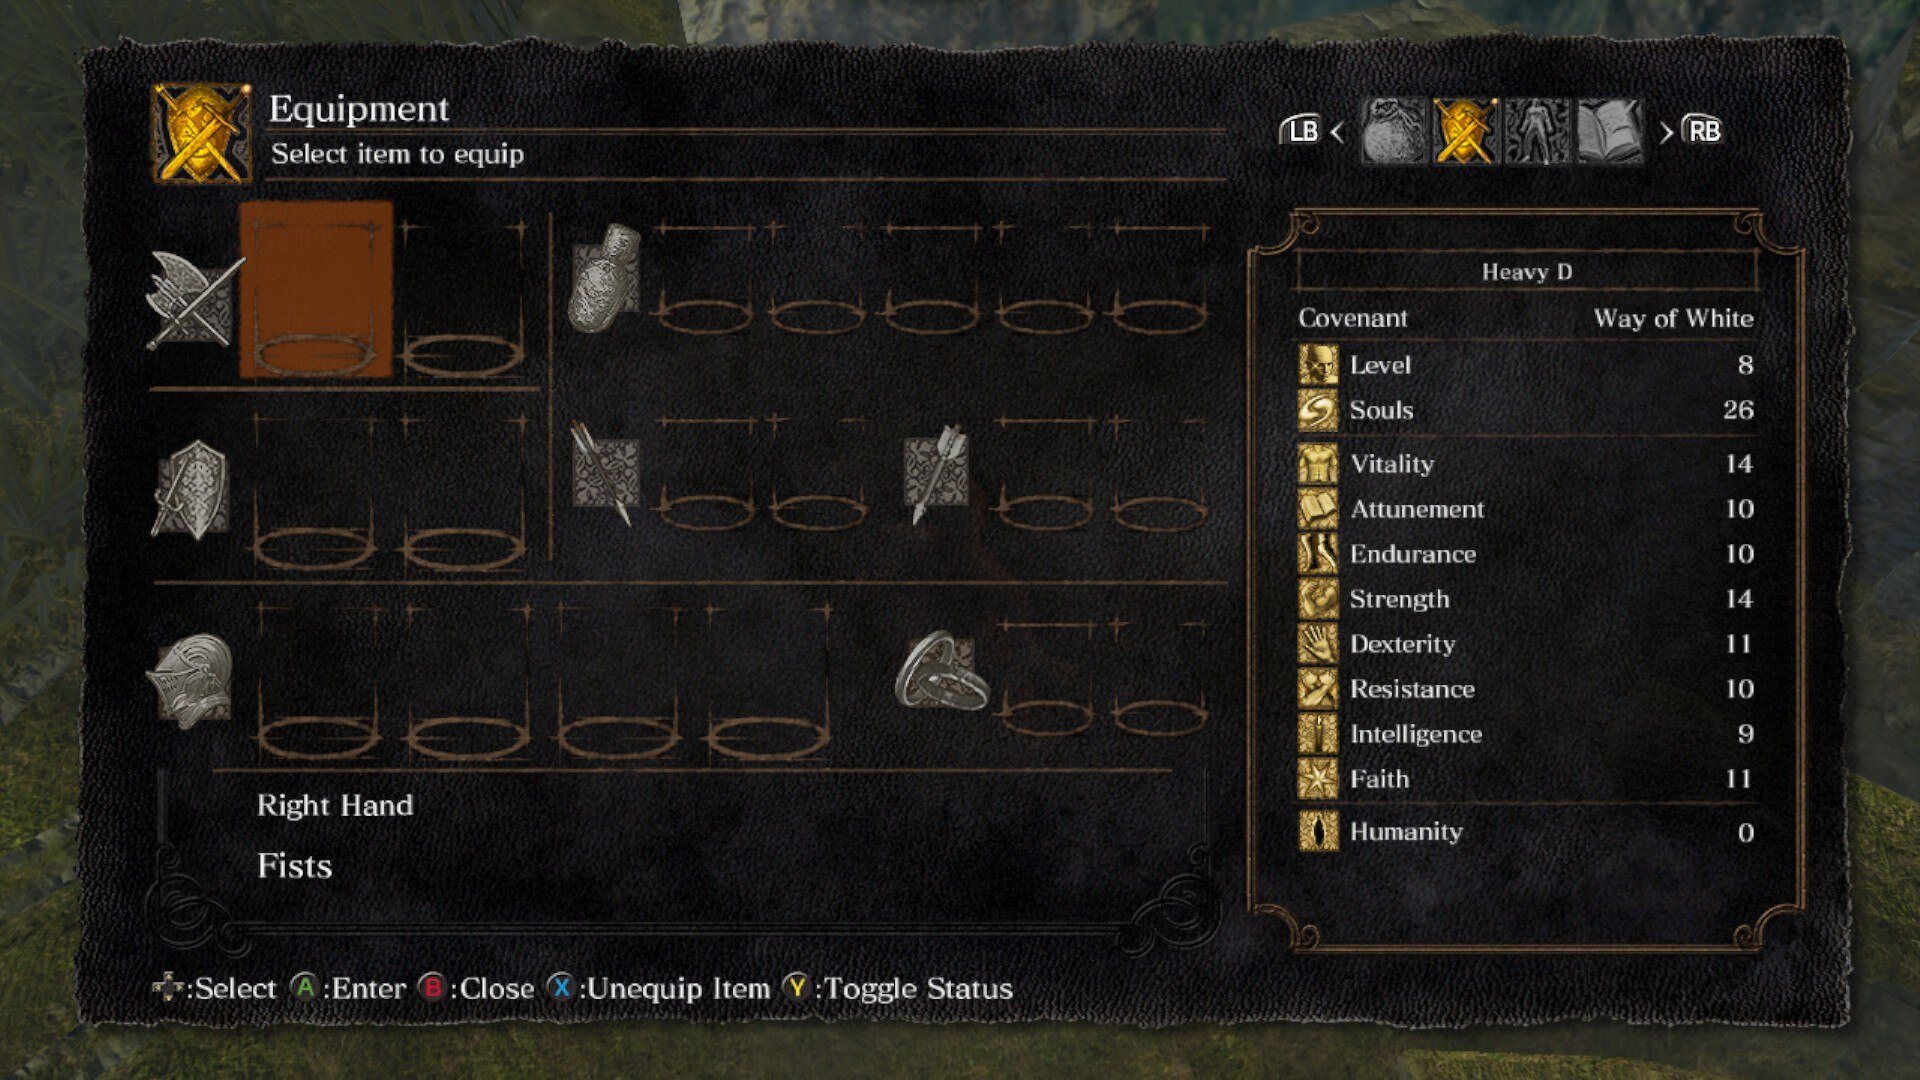 Equipment
Select item to equip
LB < > RB
Heavy D
Covenant Way of White
Level 8
Souls 26
Vitality 14
Attunement 10
Endurance 10
Strength 14
Dexterity 11
Resistance 10
Intelligence 9
Faith 11
Humanity 0
Right Hand
Fists
:Select A:Enter B:Close X:Unequip Item Y:Toggle Status